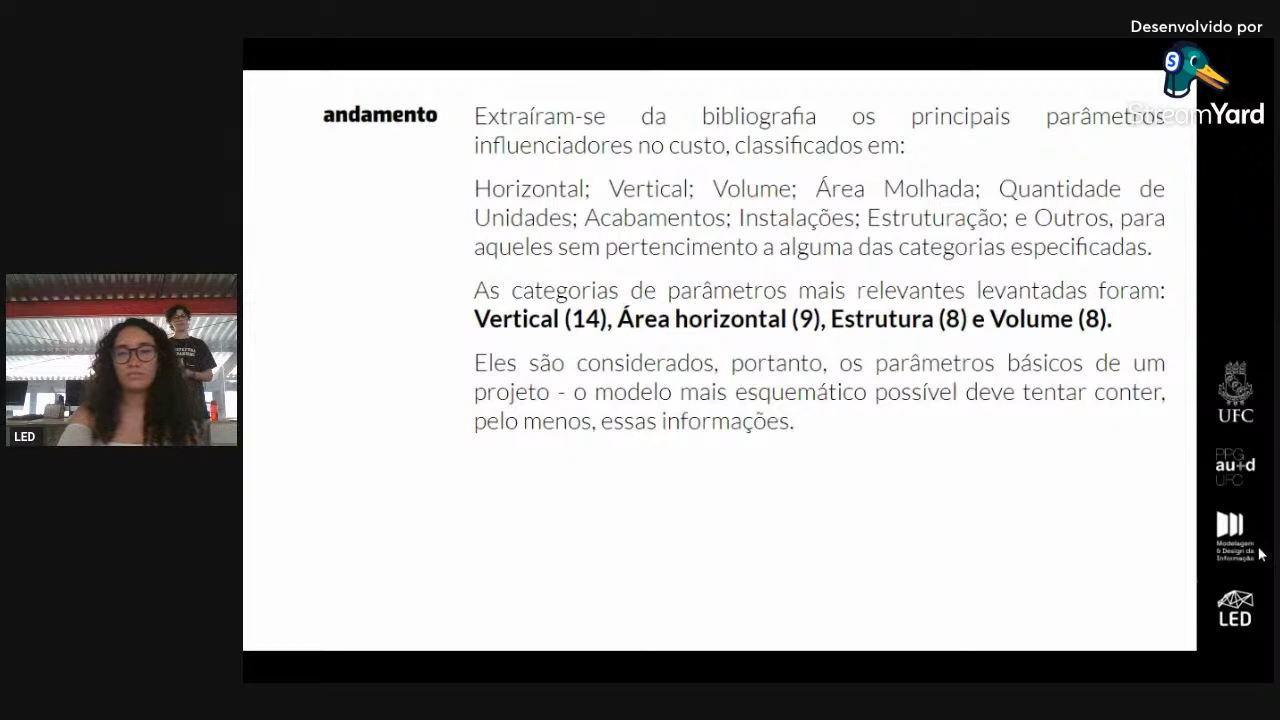 Desenvolvido por
StreamYard
andamento
Extraíram-se da bibliografia os principais parâmetros
influenciadores no custo, classificados em:
Horizontal; Vertical; Volume; Área Molhada; Quantidade de
Unidades; Acabamentos; Instalações; Estruturação; e Outros, para
aqueles sem pertencimento a alguma das categorias especificadas.
As categorias de parâmetros mais relevantes levantadas foram:
Vertical (14), Área horizontal (9), Estrutura (8) e Volume (8).
Eles são considerados, portanto, os parâmetros básicos de um
projeto - o modelo mais esquemático possível deve tentar conter,
pelo menos, essas informações.
LED
UFC
PPG
au+d
UFC
Modelagem
& Design da
Informação
LED